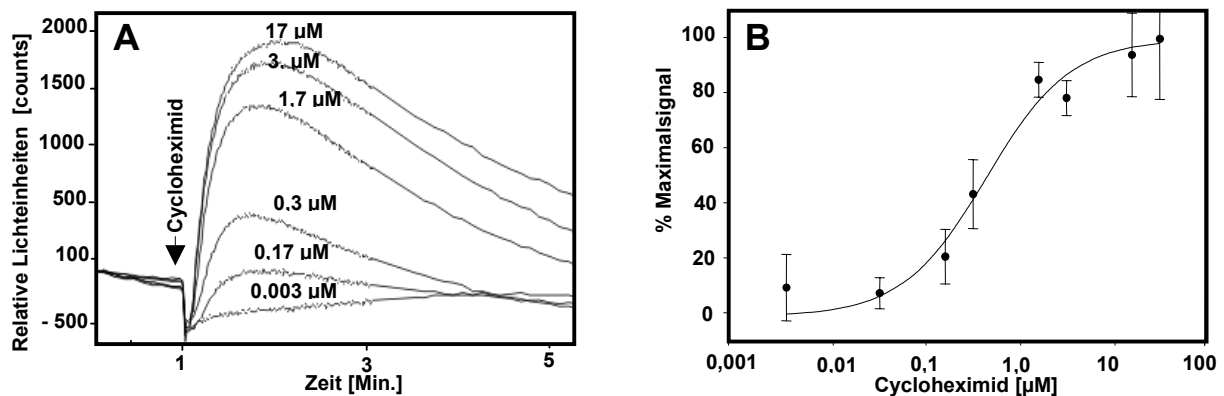 A
Relative Lichteinheiten [counts]
2000
1500
1000
500
100
- 500
Cycloheximid
17 µM
3, µM
1,7 µM
0,3 µM
0,17 µM
0,003 µM
1
3
5
Zeit [Min.]
B
% Maximalsignal
100
80
60
40
20
0
0,001
0,01
0,1
1,0
10
100
Cycloheximid [µM]